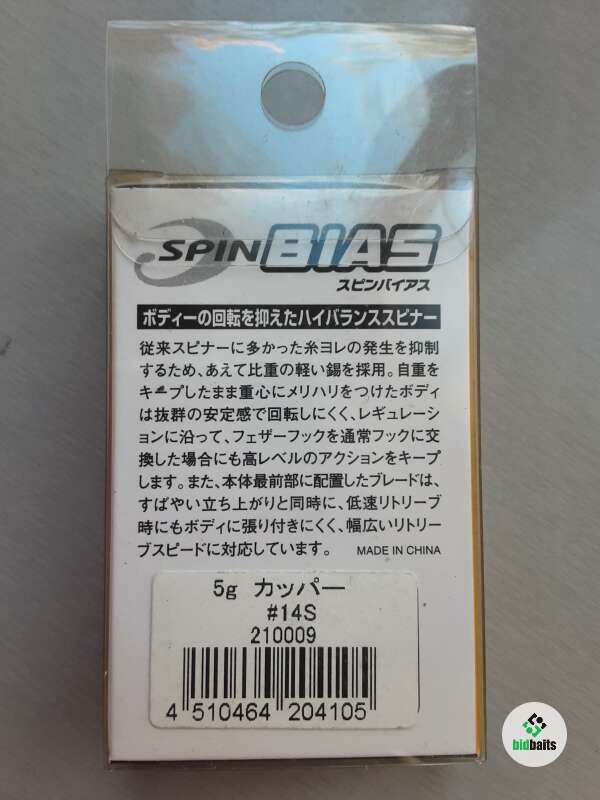 SPIN BIAS
スピンバイアス
ボディーの回転を抑えたハイバランススピナー
従来スピナーに多かった糸ヨレの発生を抑制
するため、あえて比重の軽い錫を採用。自重を
キープしたまま重心にメリハリをつけたボディ
は抜群の安定感で回転しにくく、レギュレーシ
ョンに沿って、フェザーフックを通常フックに交
換した場合にも高レベルのアクションをキープ
します。また、本体最前部に配置したブレードは、
すばやい立ち上がりと同時に、低速リトリーブ
時にもボディに張り付きにくく、幅広いリトリー
ブスピードに対応しています。 MADE IN CHINA
5g カッパー
#14S
210009
4 510464 204105
bidbaits